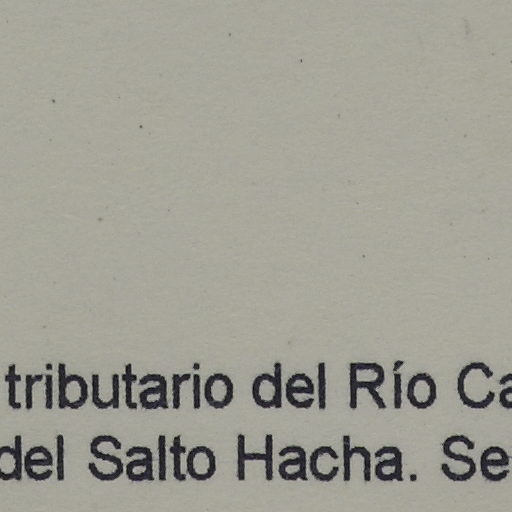 tributario del Río
del Salto Hacha.